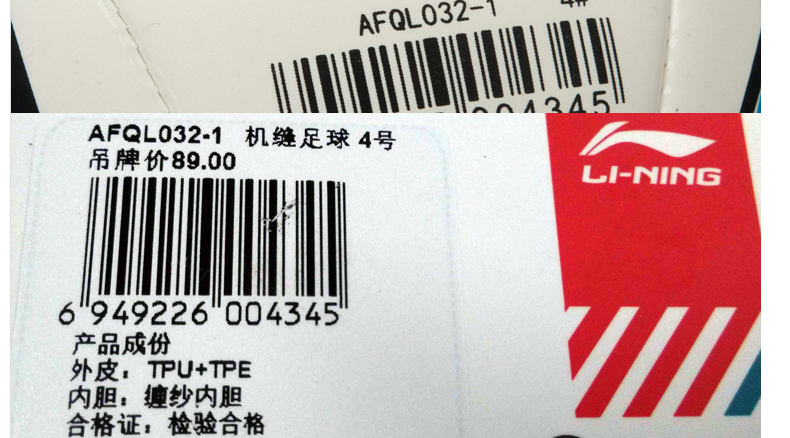 AFQL032-1 4#
004345
AFQL032-1 机缝足球 4号
吊牌价89.00
6 949226 004345
产品成份
外皮：TPU+TPE
内胆：缠纱内胆
合格证：检验合格
LI-NING